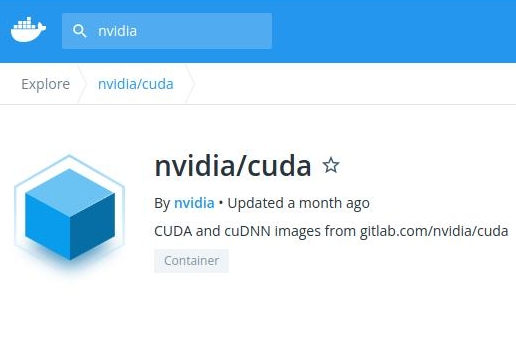 nvidia
Explore nvidia/cuda
nvidia/cuda
By nvidia • Updated a month ago
CUDA and cuDNN images from gitlab.com/nvidia/cuda
Container